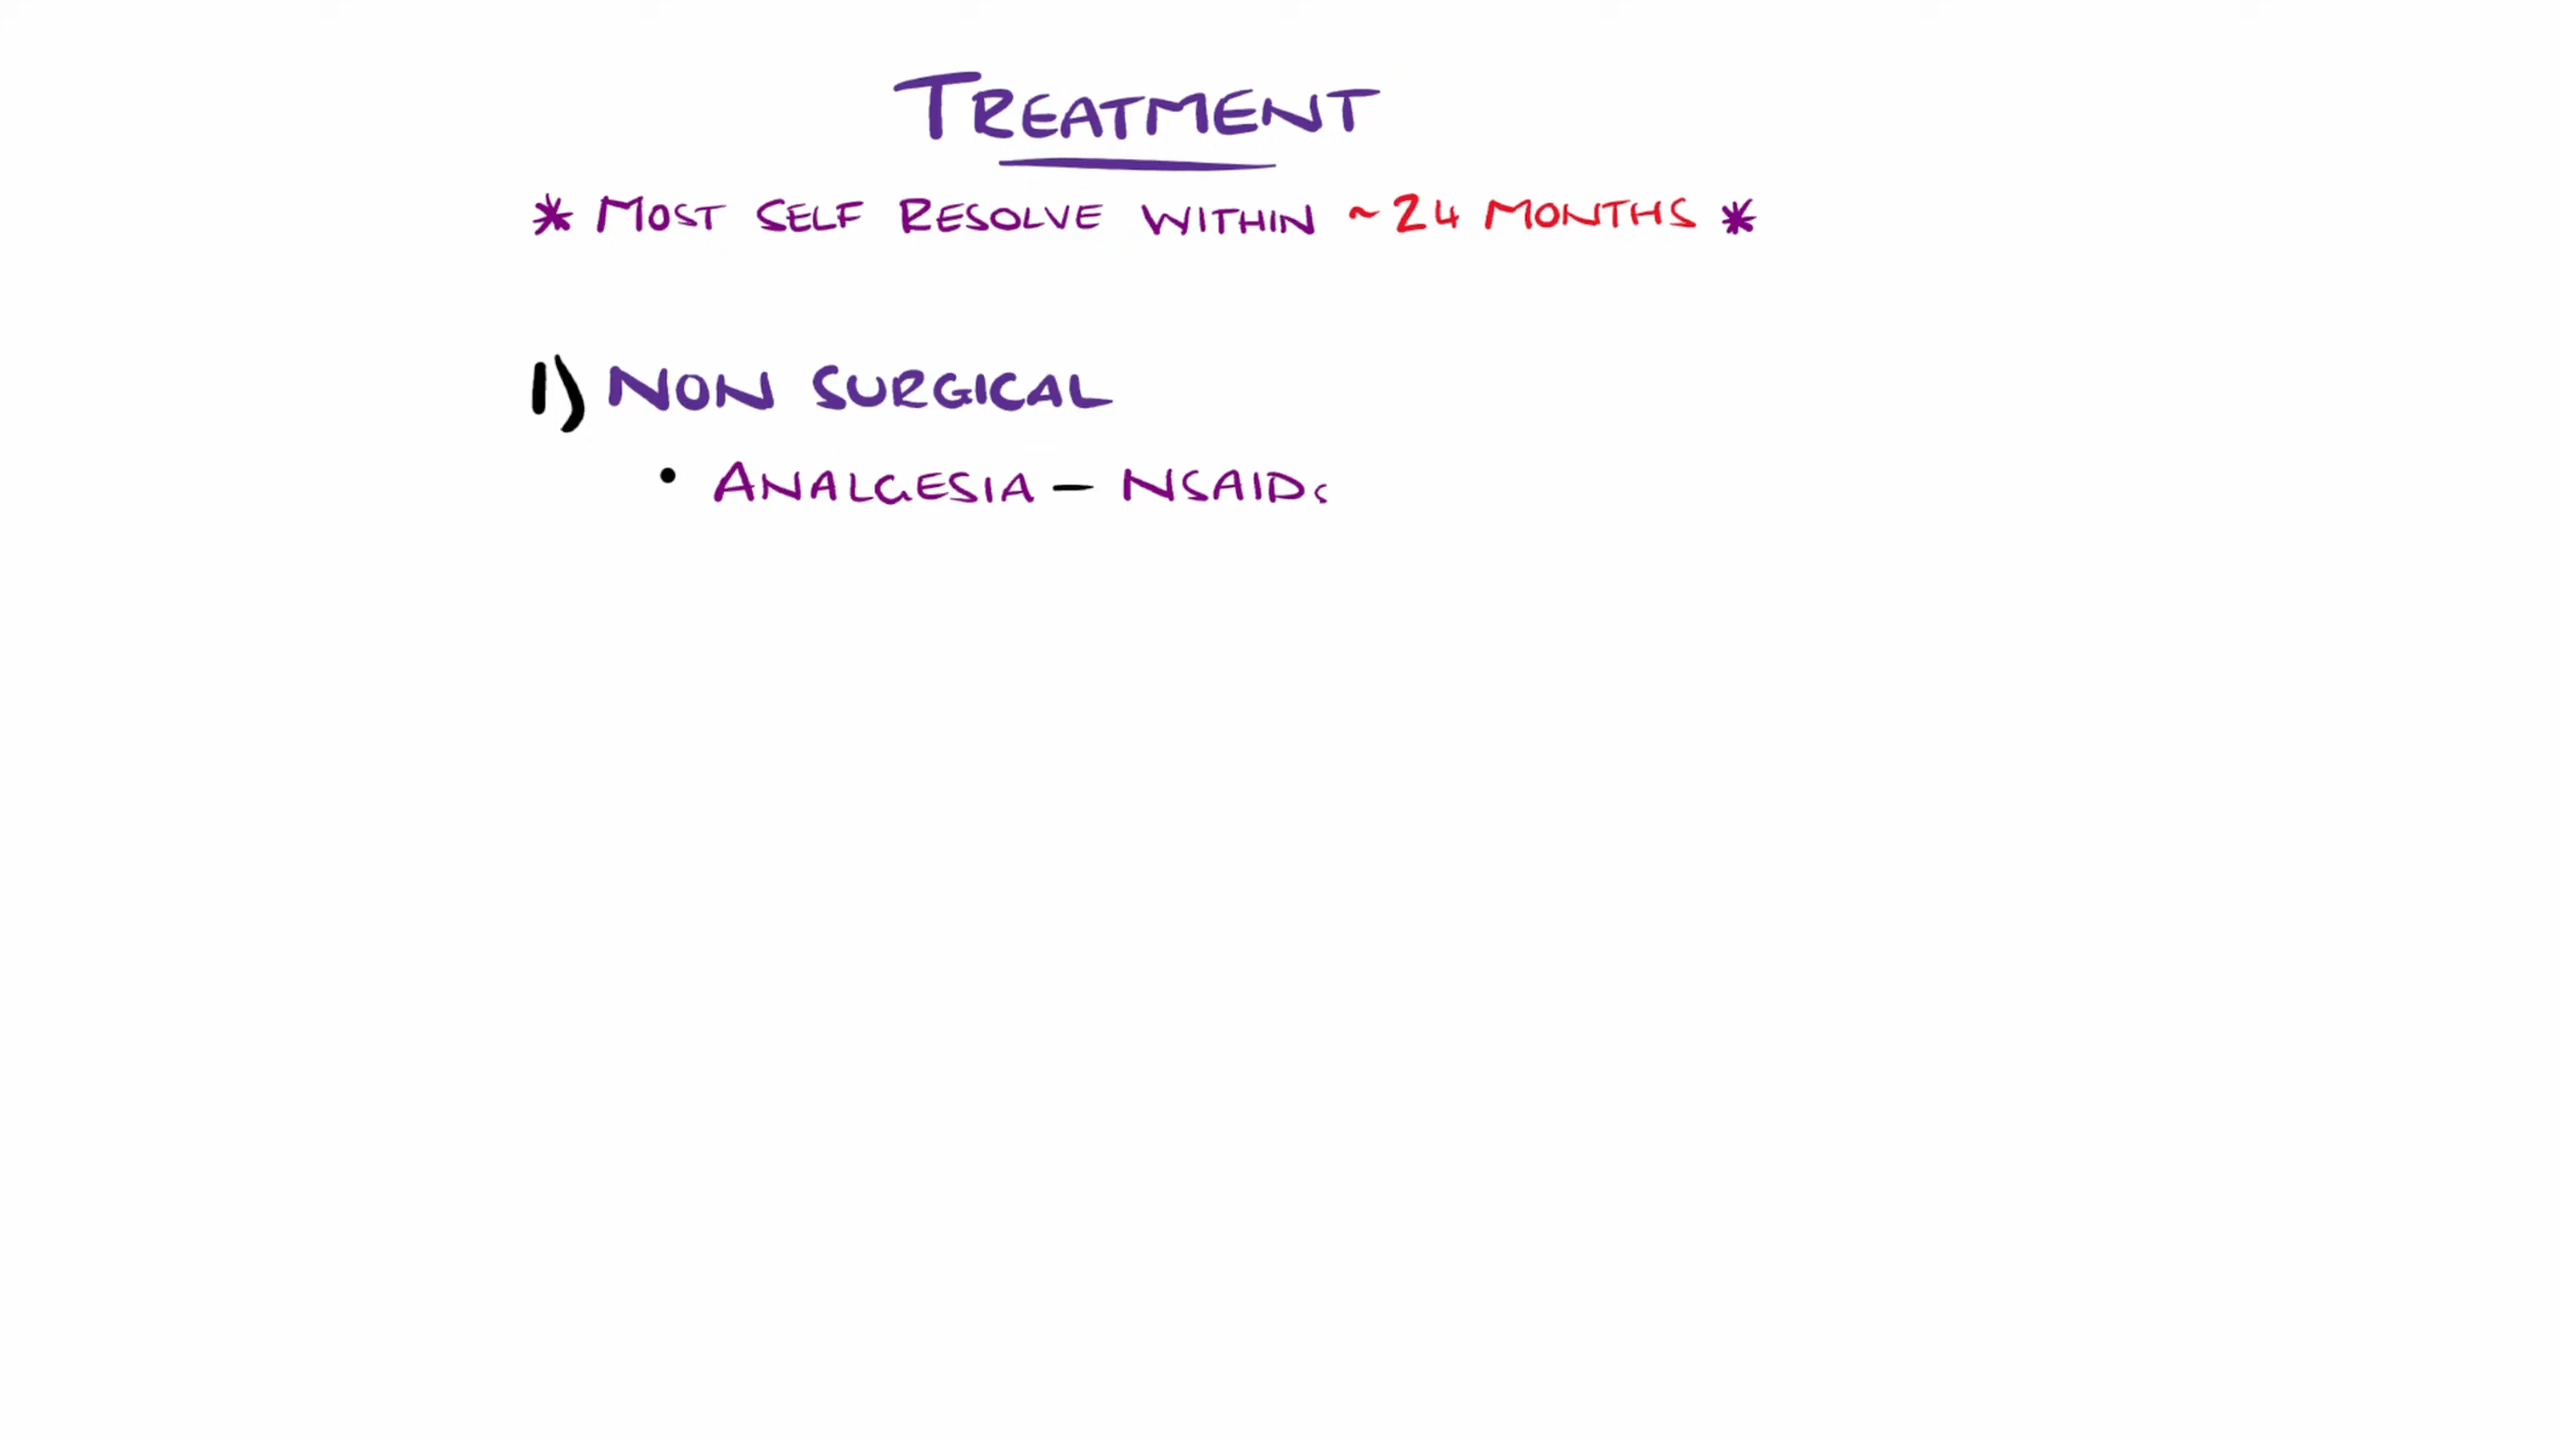 TREATMENT
* MOST SELF RESOLVE WITHIN ~24 MONTHS *
1) NON SURGICAL
• ANALGESIA – NSAIDs